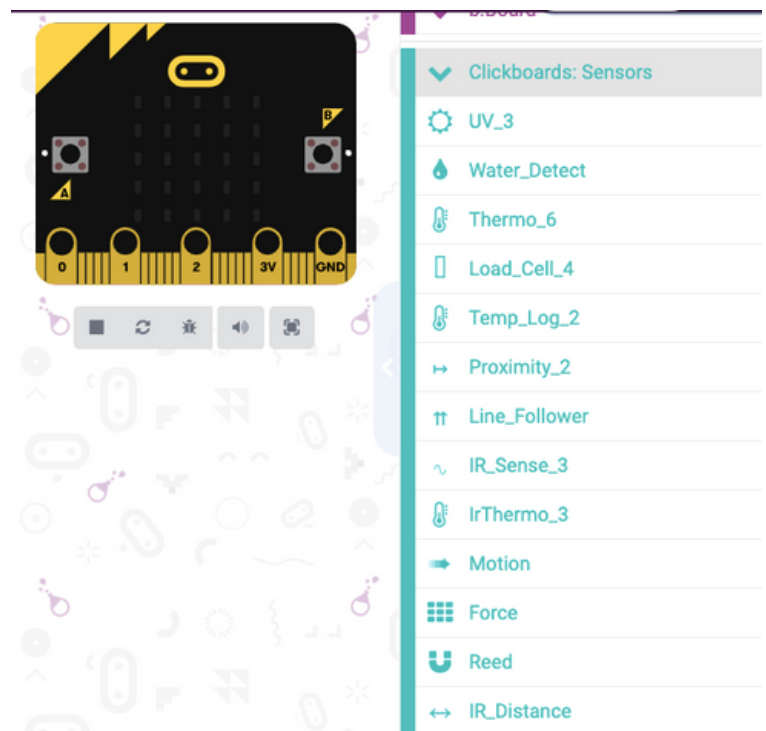 b.Board
Clickboards: Sensors
UV_3
B
Water_Detect
A
Thermo_6
0 1 2 3V GND
Load_Cell_4
Temp_Log_2
Proximity_2
Line_Follower
IR_Sense_3
IrThermo_3
Motion
Force
Reed
IR_Distance